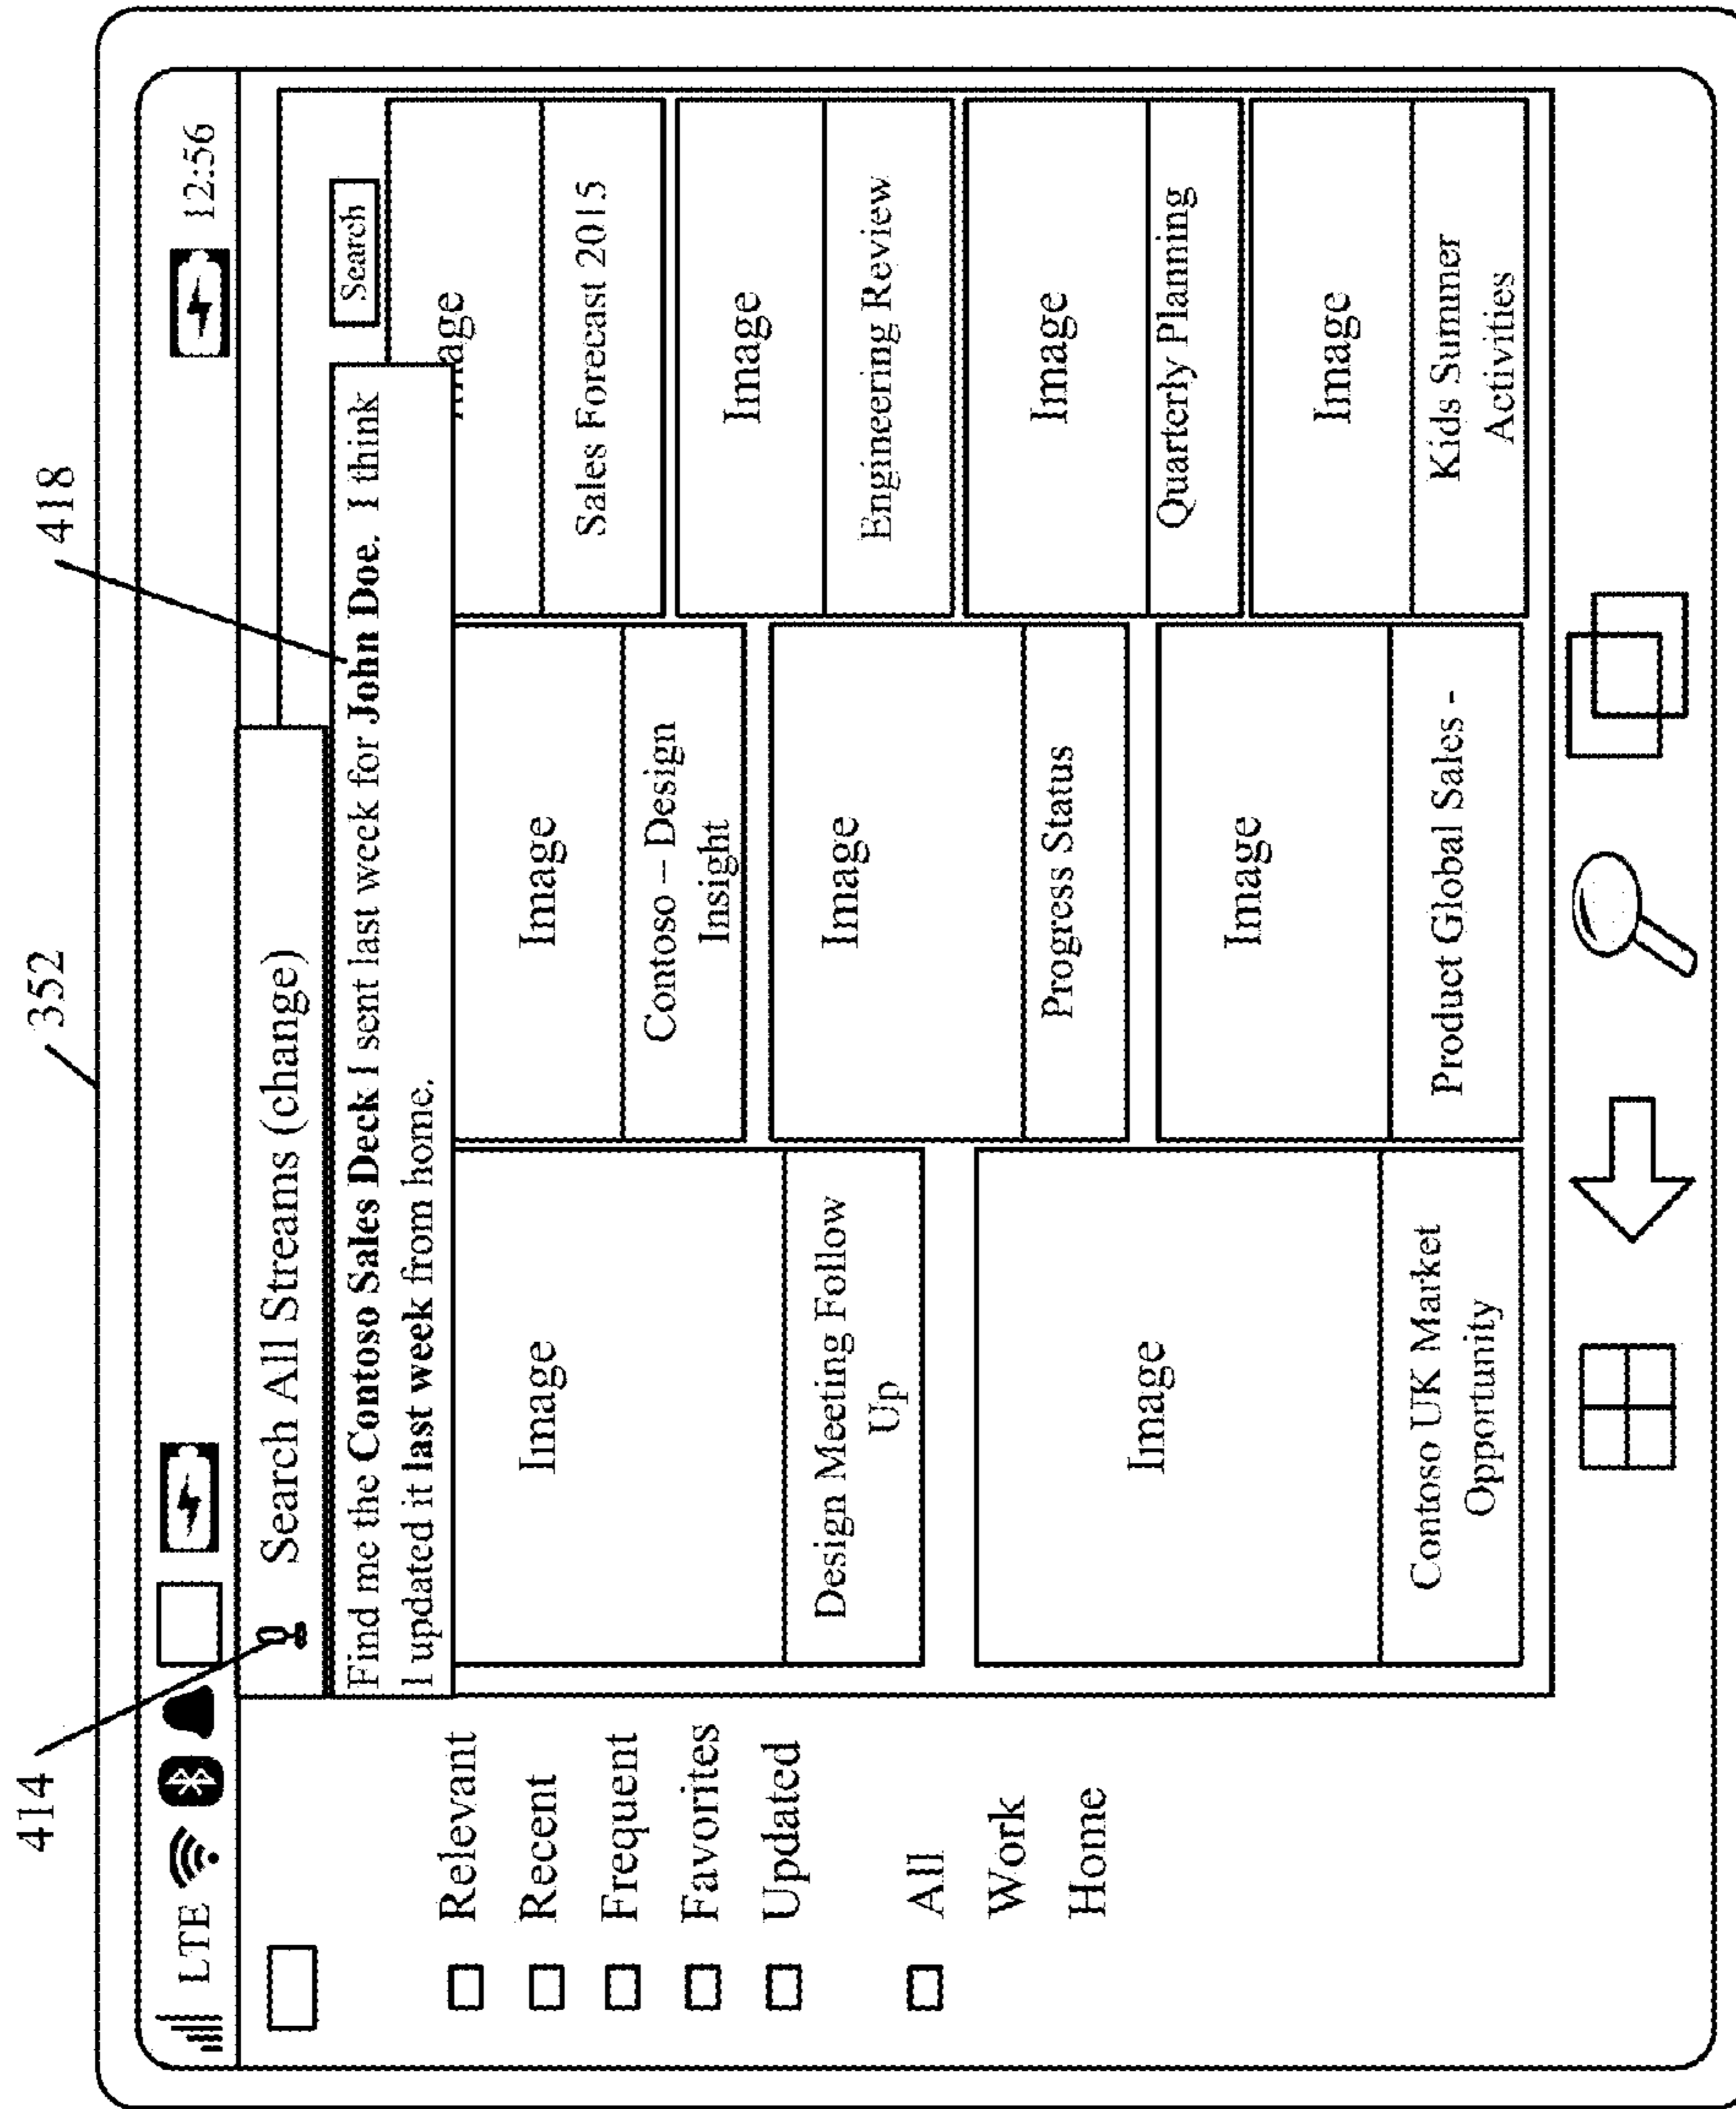 352
414
418
LTE
12:56
Search All Streams (change)
Find me the Contoso Sales Deck I sent last week for John Doe. I think
I updated it last week from home.
Search
Relevant
Recent
Frequent
Favorites
Updated
All
Work
Home
Image
Design Meeting Follow
Up
Image
Contoso UK Market
Opportunity
Image
Contoso – Design
Insight
Image
Progress Status
Image
Product Global Sales -
Sales Forecast 2015
Image
Engineering Review
Image
Quarterly Planning
Image
Kids Summer
Activities